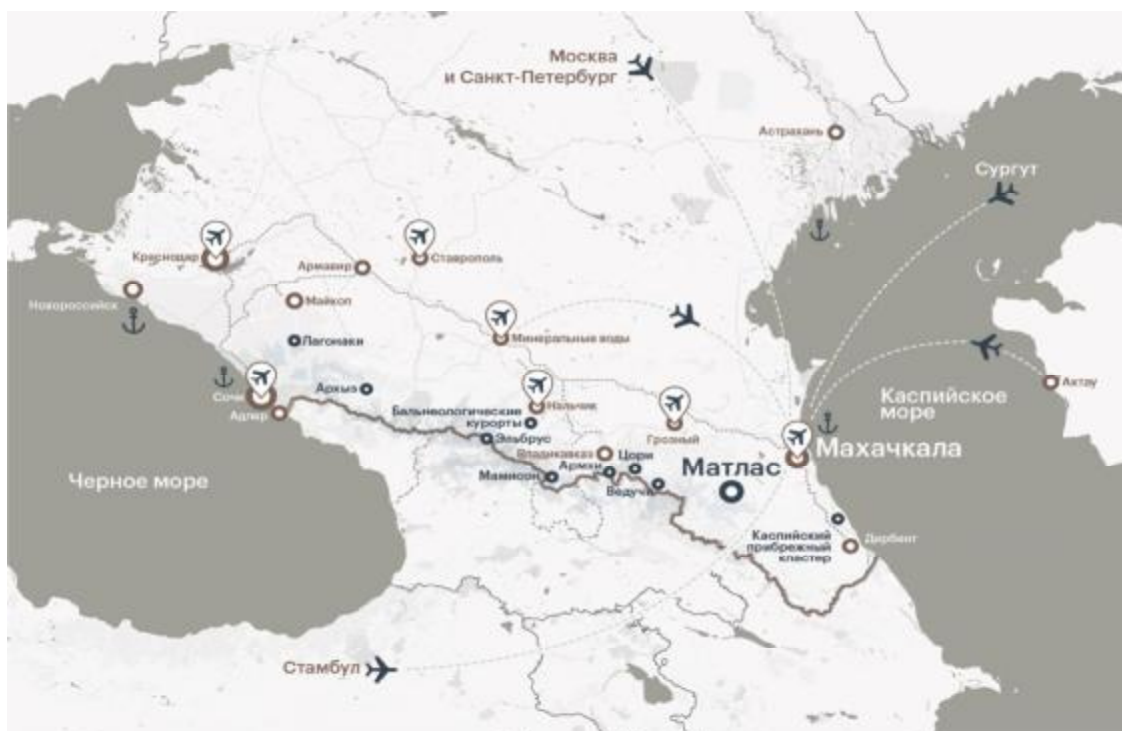 Москва
и Санкт-Петербург
Астрахань
Сургут
Краснодар
Ставрополь
Армавир
Новороссийск
Майкоп
Минеральные воды
Лагонаки
Сочи
Архыз
Адлер
Нальчик
Бальнеологические
курорты
Грозный
Актау
Каспийское
море
Эльбрус
Владикавказ
Цори
Армхи
Махачкала
Матлас
Мамисон
Ведучи
Черное море
Каспийский
прибрежный
кластер
Дербент
Стамбул